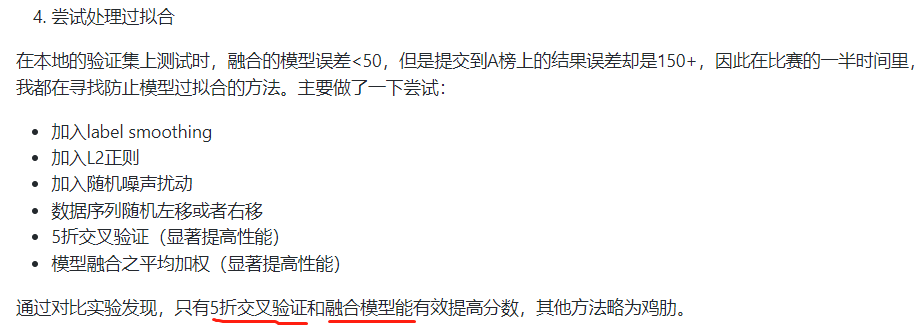 4. 尝试处理过拟合
在本地的验证集上测试时，融合的模型误差<50，但是提交到A榜上的结果误差却是150+，因此在比赛的一半时间里，
我都在寻找防止模型过拟合的方法。主要做了一下尝试：
• 加入label smoothing
• 加入L2正则
• 加入随机噪声扰动
• 数据序列随机左移或者右移
• 5折交叉验证（显著提高性能）
• 模型融合之平均加权（显著提高性能）
通过对比实验发现，只有5折交叉验证和融合模型能有效提高分数，其他方法略为鸡肋。